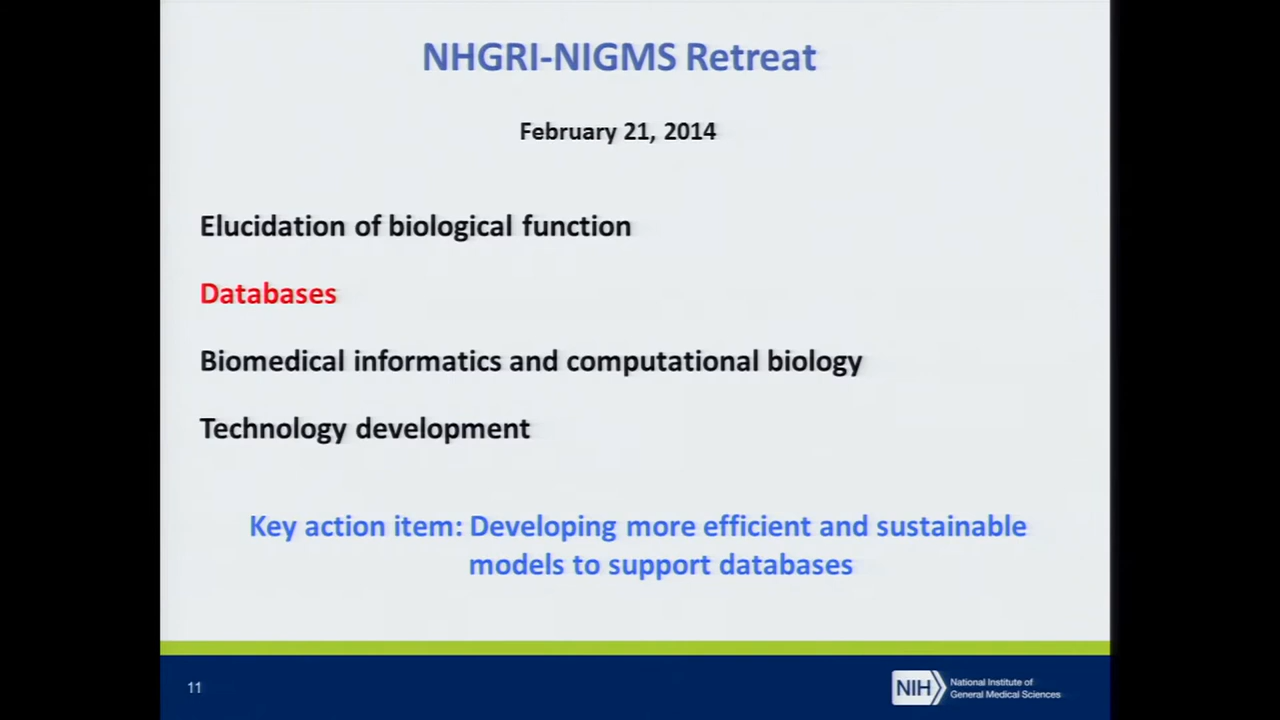 NHGRI-NIGMS Retreat
February 21, 2014
Elucidation of biological function
Databases
Biomedical informatics and computational biology
Technology development
Key action item: Developing more efficient and sustainable
models to support databases
11
NIH
National Institute of
General Medical Sciences